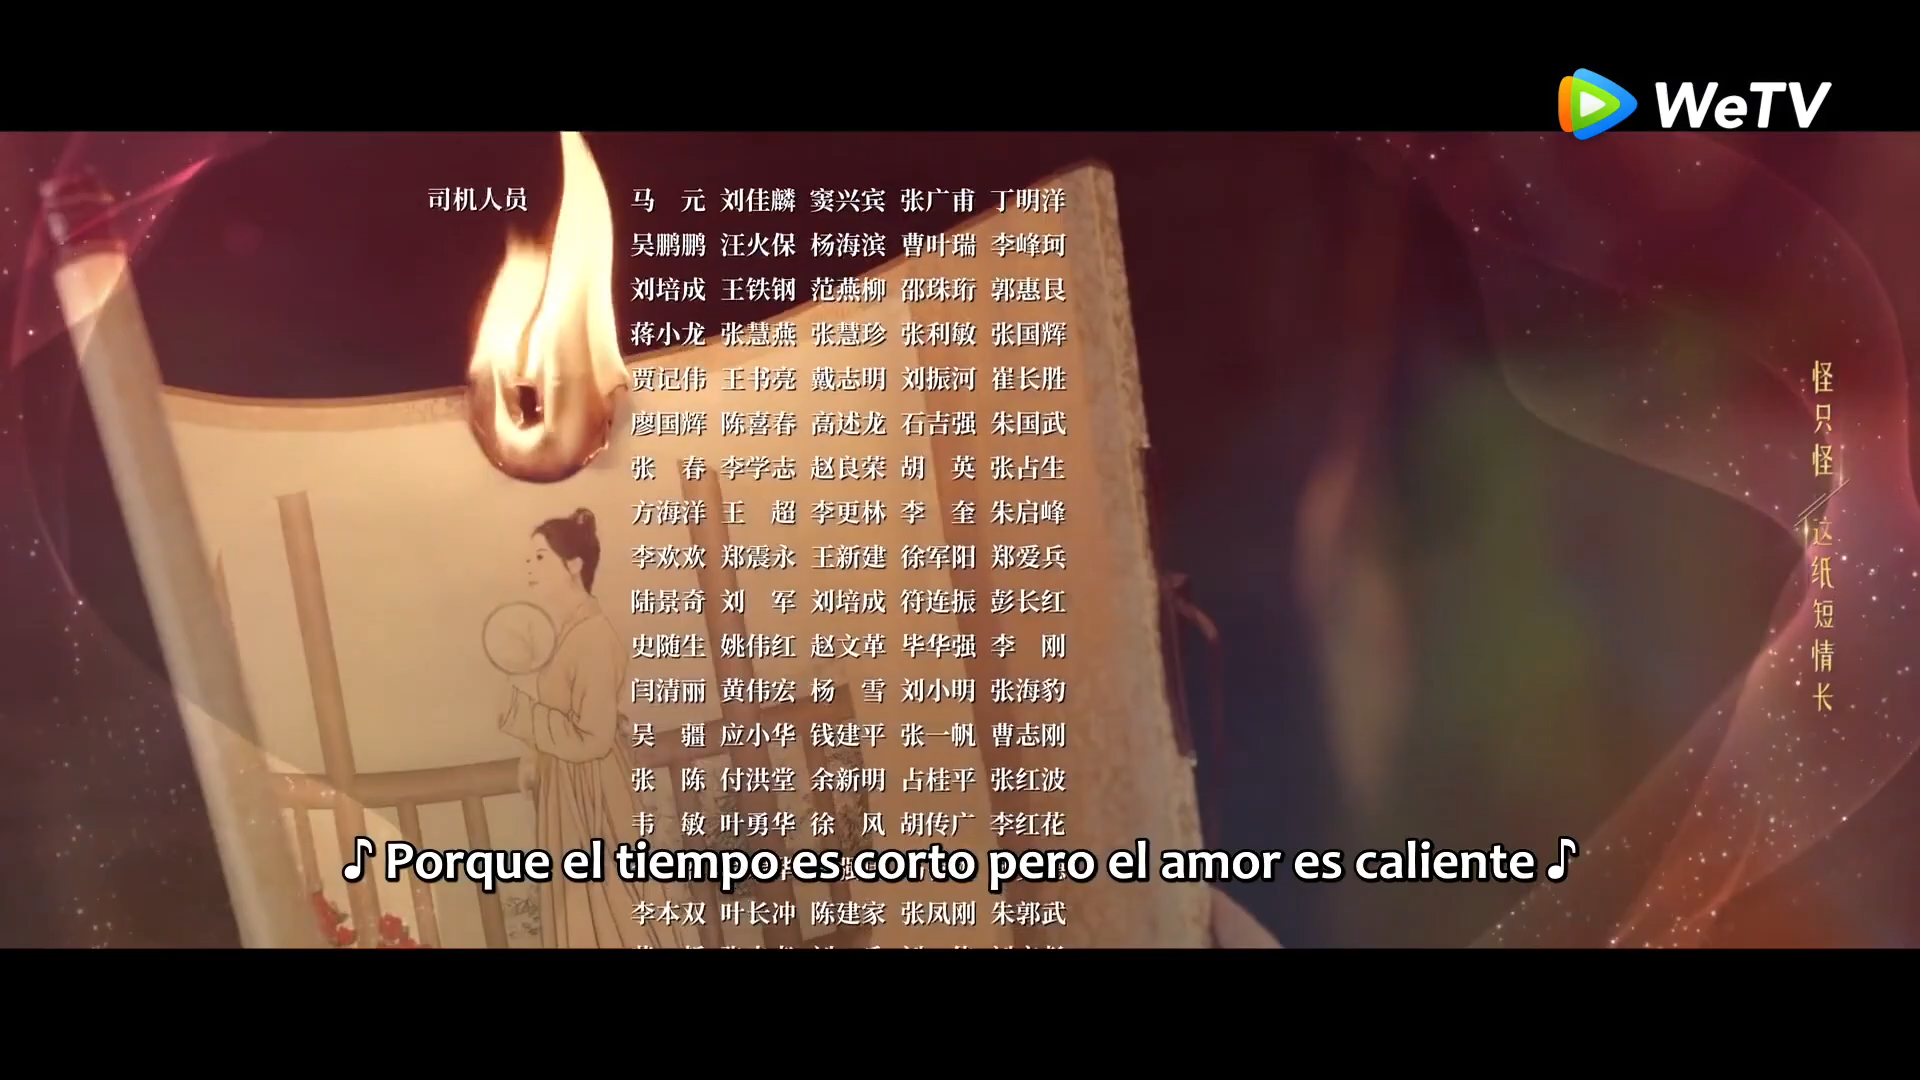 WeTV
司机人员 马 元 刘佳麟 窦兴宾 张广甫 丁明洋
吴鹏鹏 汪火保 杨海滨 曹叶瑞 李峰珂
刘培成 王铁钢 范燕柳 邵珠珩 郭惠艮
蒋小龙 张慧燕 张慧珍 张利敏 张国辉
贾记伟 王书亮 戴志明 刘振河 崔长胜
廖国辉 陈喜春 高述龙 石吉强 朱国武
张 春 李学志 赵良荣 胡 英 张占生
方海洋 王 超 李更林 李 奎 朱启峰
李欢欢 郑震永 王新建 徐军阳 郑爱兵
陆景奇 刘 军 刘培成 符连振 彭长红
史随生 姚伟红 赵文革 毕华强 李 刚
闫清丽 黄伟宏 杨 雪 刘小明 张海豹
吴 疆 应小华 钱建平 张一帆 曹志刚
张 陈 付洪堂 余新明 占桂平 张红波
韦 敏 叶勇华 徐 风 胡传广 李红花
♪ Porque el tiempo es corto pero el amor es caliente ♪
李本双 叶长冲 陈建家 张凤刚 朱郭武
怪只怪
这纸短情长